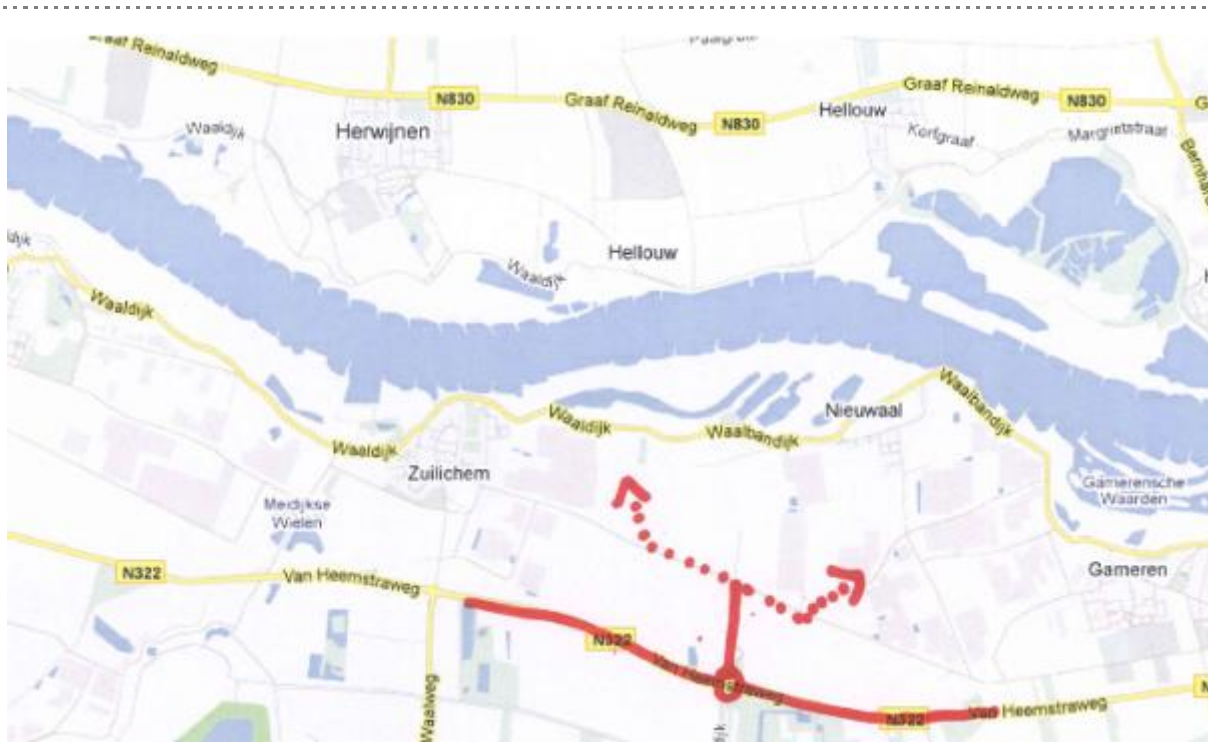 Graaf Reinaldweg
N830
Graaf Reinaldweg
N830
Hellouw
Graaf Reinaldweg
N830
Waaldijk
Herwijnen
Korfgraaf
Margrietstraat
Hellouw
Waaldijk
Waaldijk
Waaldijk
Zuilichem
Waaldijk
Waalbandijk
Nieuwaal
Waalbandijk
Meidijkse
Wielen
Gamerensche
Waarden
Gameren
N322
Van Heemstraweg
N322
Van Heemstraweg
N322
Van Heemstraweg
Waalweg